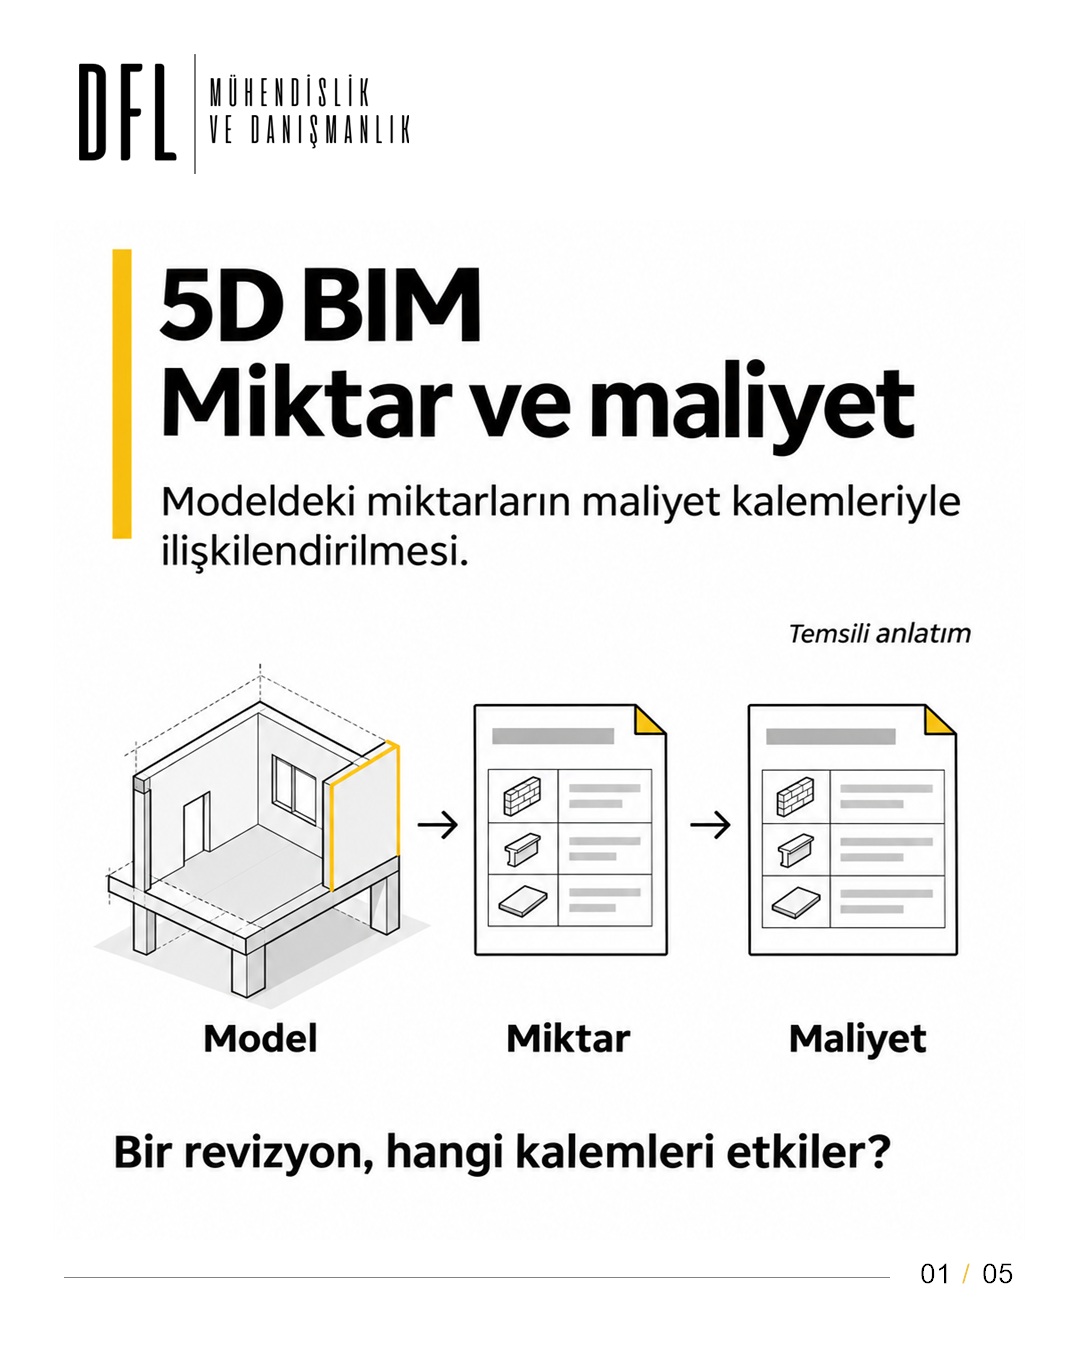 DFL
MÜHENDİSLİK
VE DANIŞMANLIK
5D BIM
Miktar ve maliyet
Modeldeki miktarların maliyet kalemleriyle
ilişkilendirilmesi.
Temsili anlatım
Model
Miktar
Maliyet
Bir revizyon, hangi kalemleri etkiler?
01 / 05